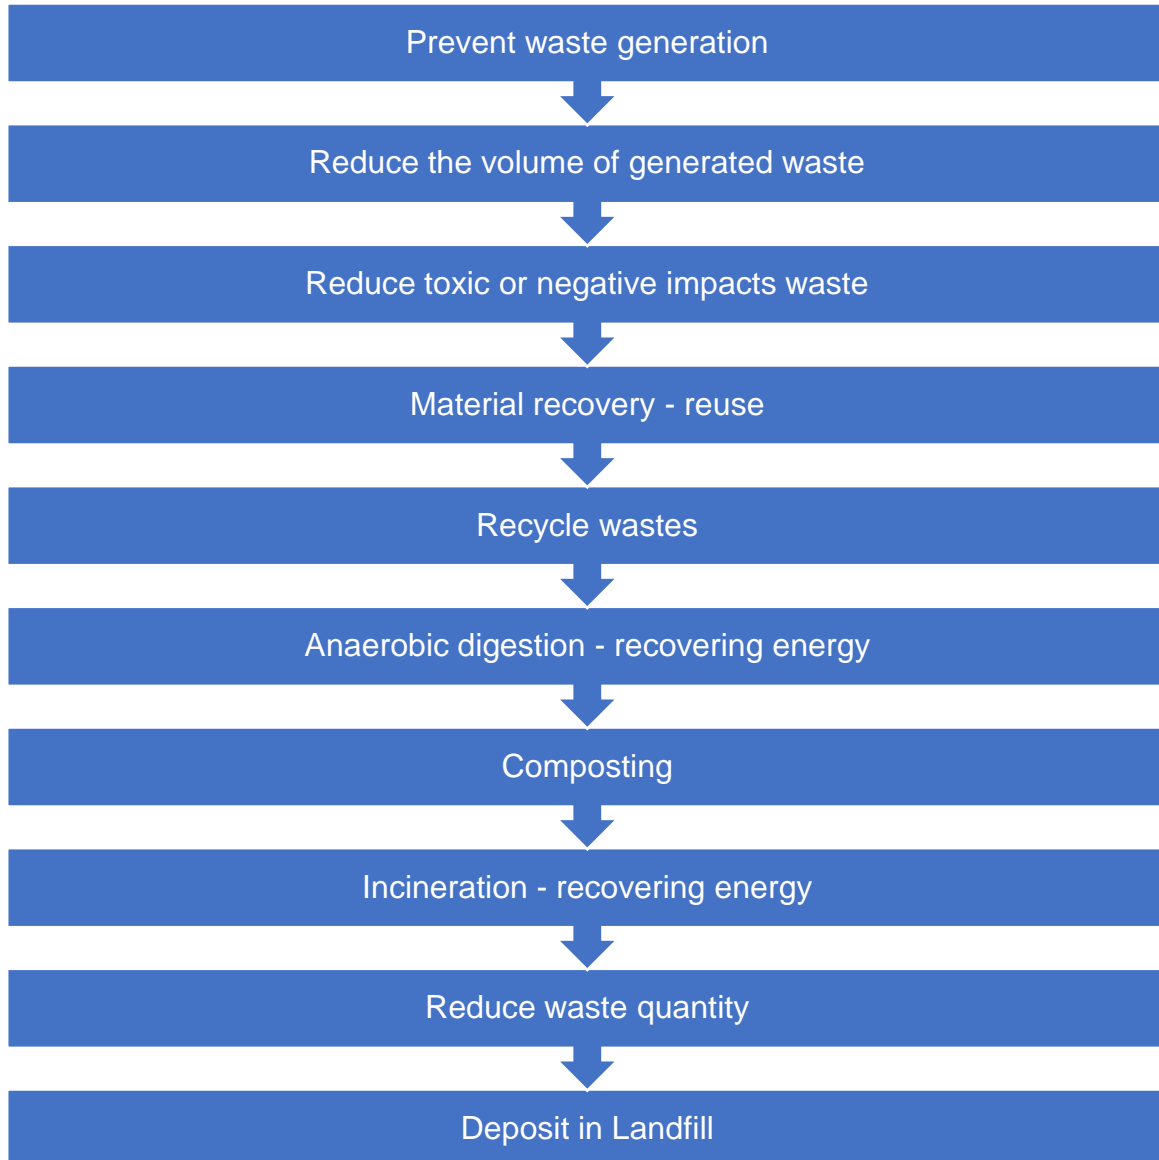 Prevent waste generation
Reduce the volume of generated waste
Reduce toxic or negative impacts waste
Material recovery - reuse
Recycle wastes
Anaerobic digestion - recovering energy
Composting
Incineration - recovering energy
Reduce waste quantity
Deposit in Landfill